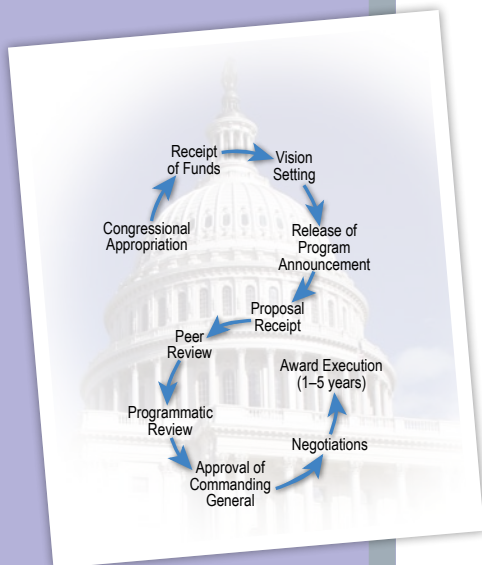 Congressional
Appropriation
Receipt
of Funds
Vision
Setting
Release of
Program
Announcement
Proposal
Receipt
Peer
Review
Programmatic
Review
Approval of
Commanding
General
Negotiations
Award Execution
(1–5 years)